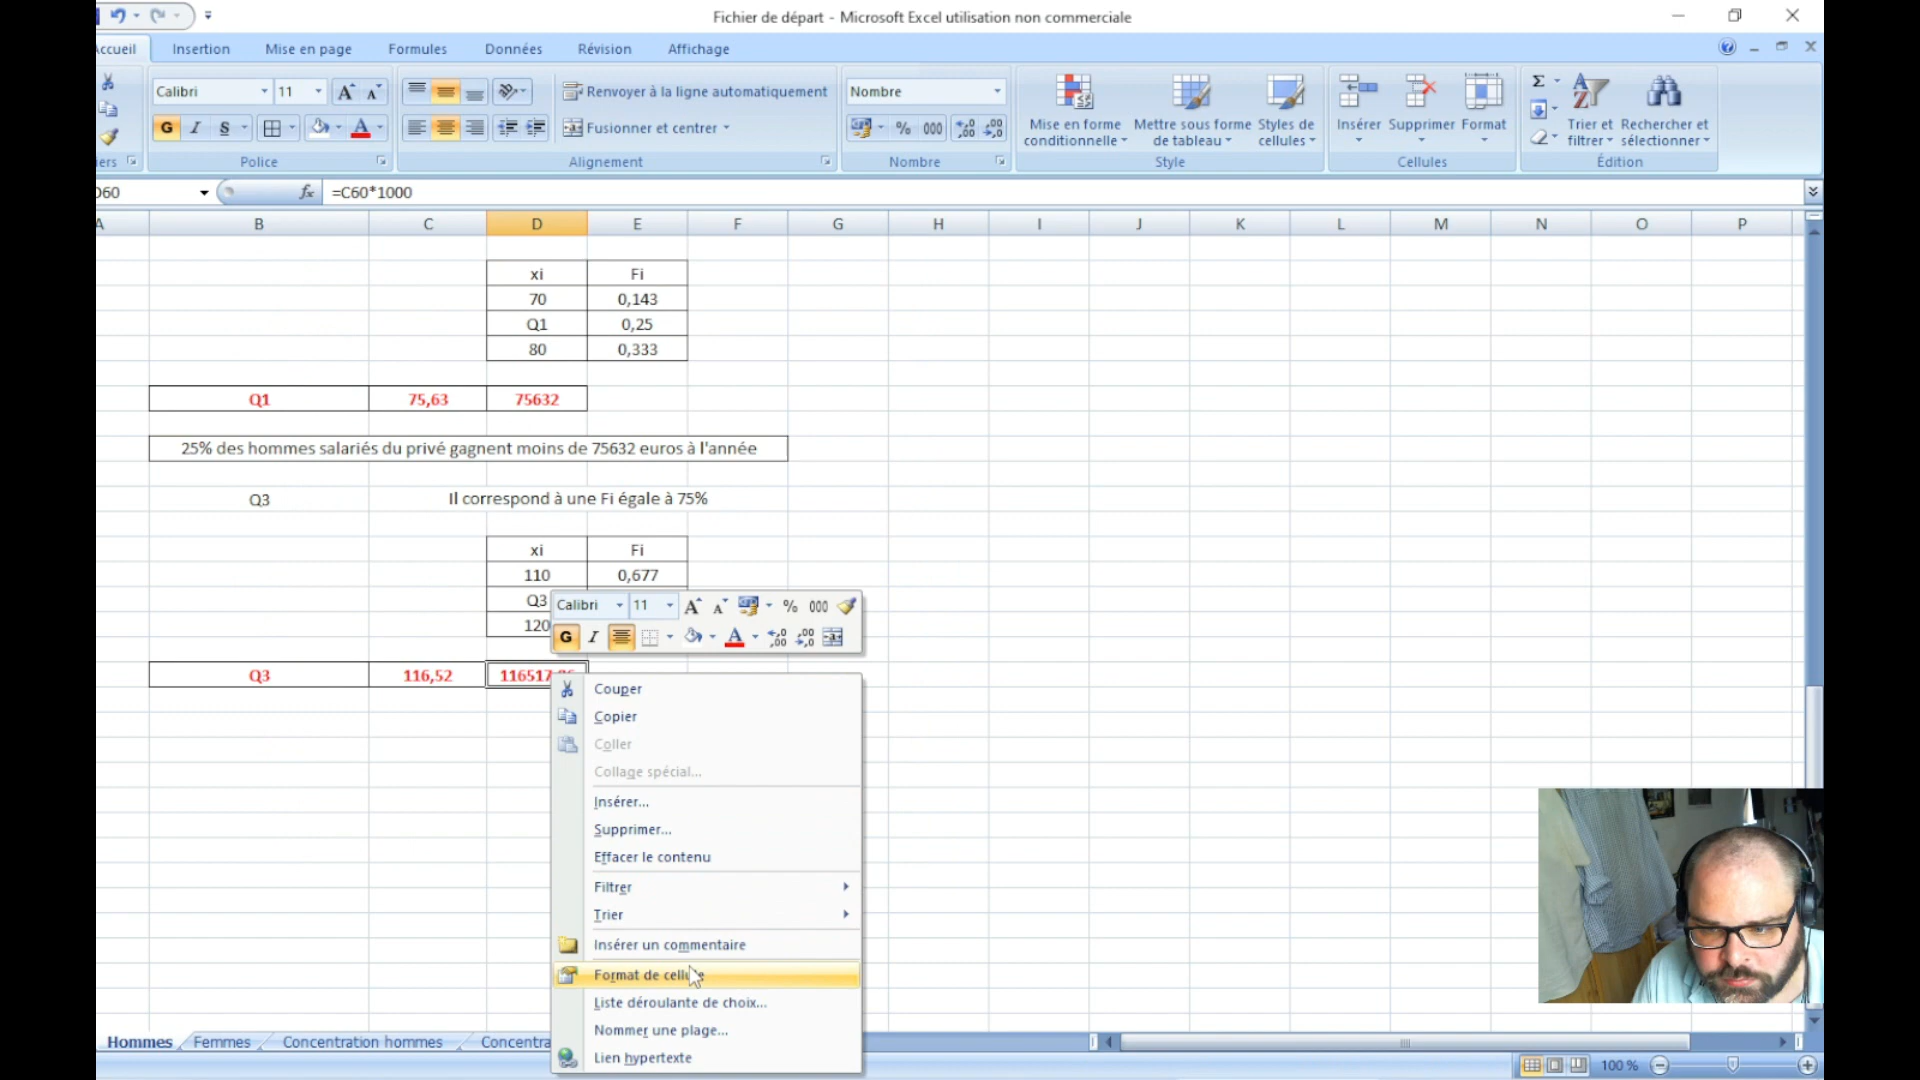 Fichier de départ - Microsoft Excel utilisation non commerciale
Accueil Insertion Mise en page Formules Données Révision Affichage
Calibri 11 Renvoyer à la ligne automatiquement Nombre
G I S Fusionner et centrer % 000
Mise en forme conditionnelle
Mettre sous forme de tableau
Styles de cellules
Insérer Supprimer Format
Trier et filtrer
Rechercher et sélectionner
Police Alignement Nombre Style Cellules Édition
D60 fx =C60*1000
A B C D E F G H I J K L M N O P
xi Fi
70 0,143
Q1 0,25
80 0,333
Q1 75,63 75632
25% des hommes salariés du privé gagnent moins de 75632 euros à l'année
Q3 Il correspond à une Fi égale à 75%
xi Fi
110 0,677
Q3
120
Calibri 11 % 000
G I
Q3 116,52 116517
Couper
Copier
Coller
Collage spécial...
Insérer...
Supprimer...
Effacer le contenu
Filtrer
Trier
Insérer un commentaire
Format de cellule
Liste déroulante de choix...
Nommer une plage...
Lien hypertexte
Hommes Femmes Concentration hommes Concentra
100 %